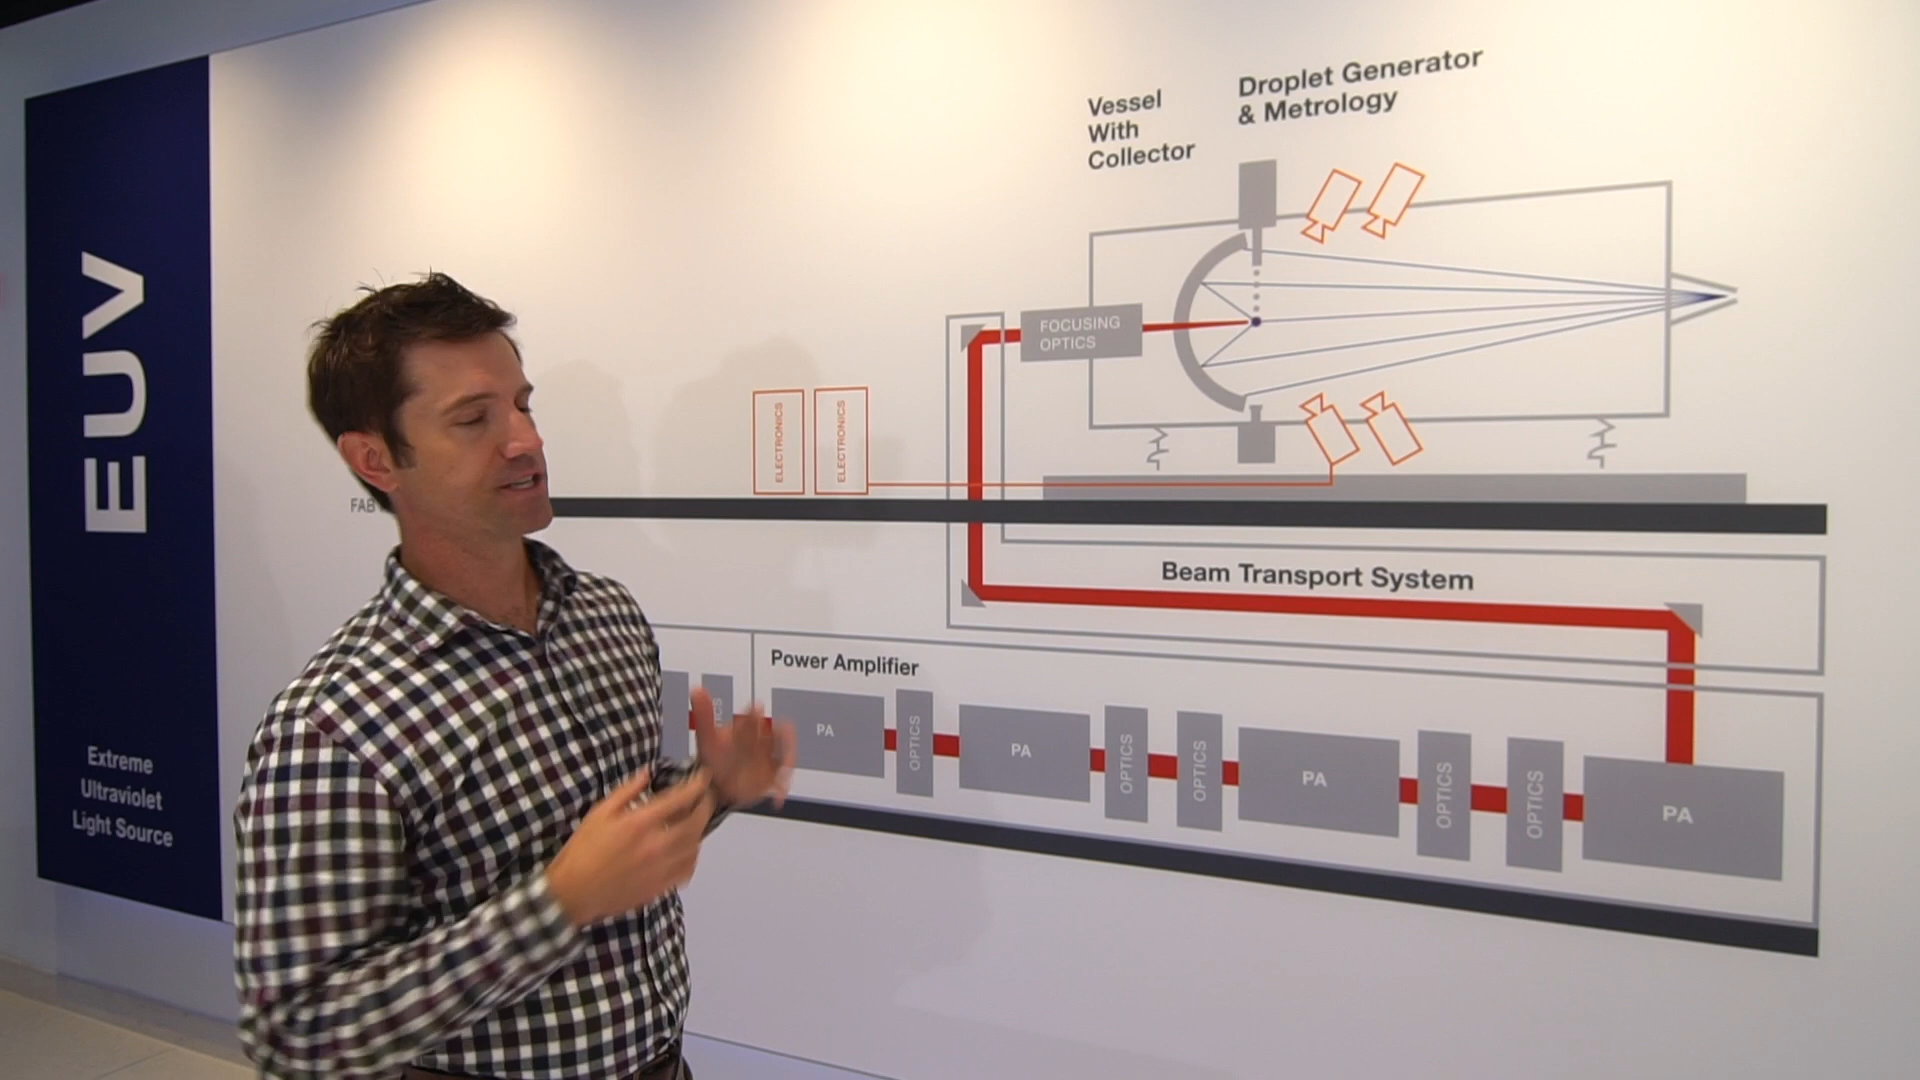 EUV
Extreme
Ultraviolet
Light Source
Vessel
With
Collector
Droplet Generator
& Metrology
FOCUSING
OPTICS
ELECTRONICS
ELECTRONICS
FAB
Beam Transport System
Power Amplifier
PA
OPTICS
PA
OPTICS
OPTICS
PA
OPTICS
OPTICS
PA